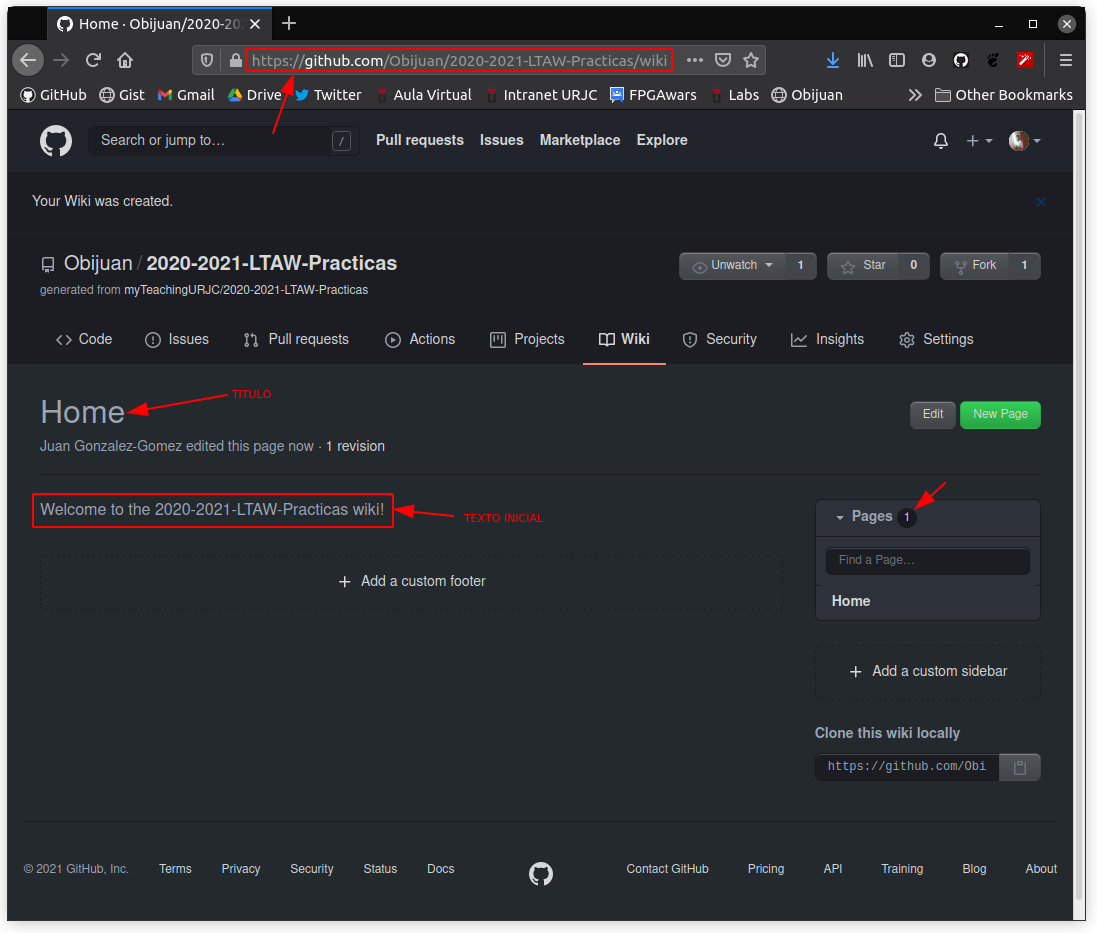 Home · Obijuan/2020-20
https://github.com/Obijuan/2020-2021-LTAW-Practicas/wiki
GitHub Gist Gmail Drive Twitter Aula Virtual Intranet URJC FPGAwars Labs Obijuan Other Bookmarks
Search or jump to… / Pull requests Issues Marketplace Explore
Your Wiki was created.
Obijuan / 2020-2021-LTAW-Practicas Unwatch 1 Star 0 Fork 1
generated from myTeachingURJC/2020-2021-LTAW-Practicas
Code Issues Pull requests Actions Projects Wiki Security Insights Settings
TITULO
Home Edit New Page
Juan Gonzalez-Gomez edited this page now · 1 revision
Welcome to the 2020-2021-LTAW-Practicas wiki!
TEXTO INICIAL
Pages 1
Find a Page…
Add a custom footer
Home
Add a custom sidebar
Clone this wiki locally
https://github.com/Obi
© 2021 GitHub, Inc. Terms Privacy Security Status Docs Contact GitHub Pricing API Training Blog About